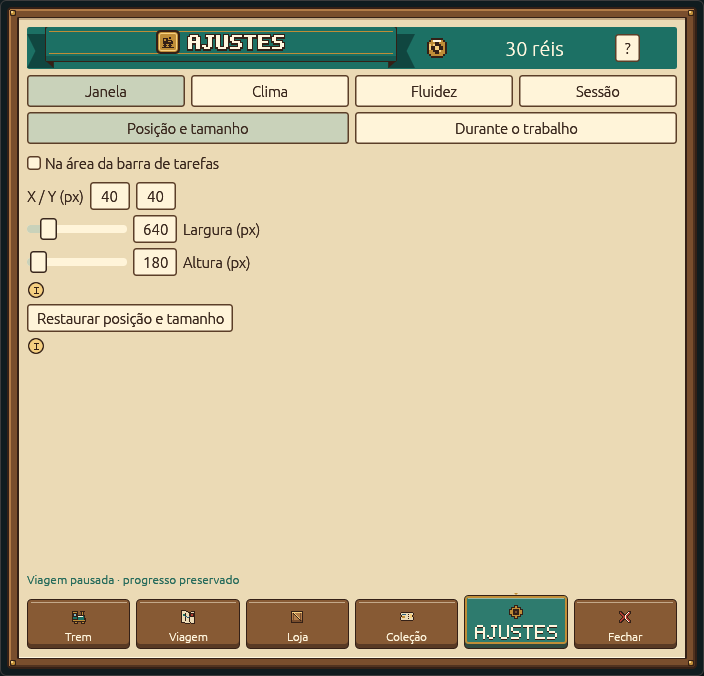 AJUSTES
30 réis
?
Janela
Clima
Fluidez
Sessão
Posição e tamanho
Durante o trabalho
Na área da barra de tarefas
X / Y (px) 40 40
640 Largura (px)
180 Altura (px)
I
Restaurar posição e tamanho
I
Viagem pausada · progresso preservado
Trem
Viagem
Loja
Coleção
AJUSTES
Fechar